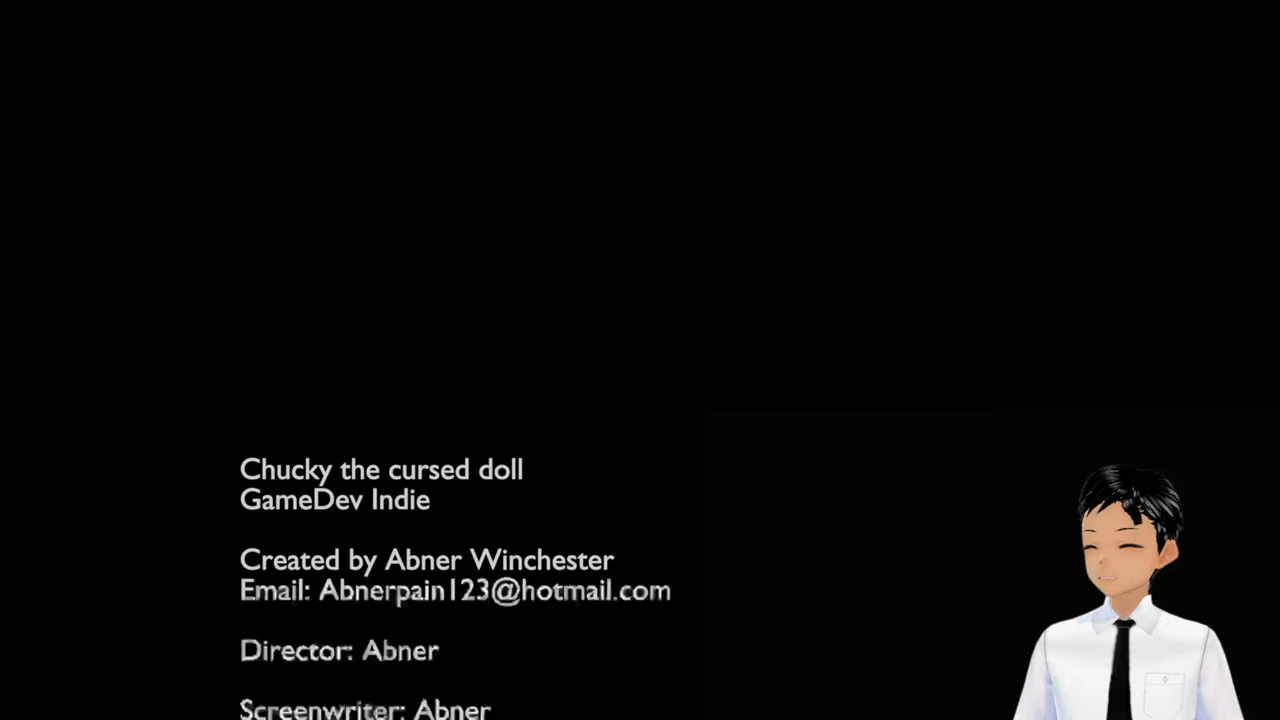 Chucky the cursed doll
GameDev Indie
Created by Abner Winchester
Email: Abnerpain123@hotmail.com
Director: Abner
Screenwriter: Abner